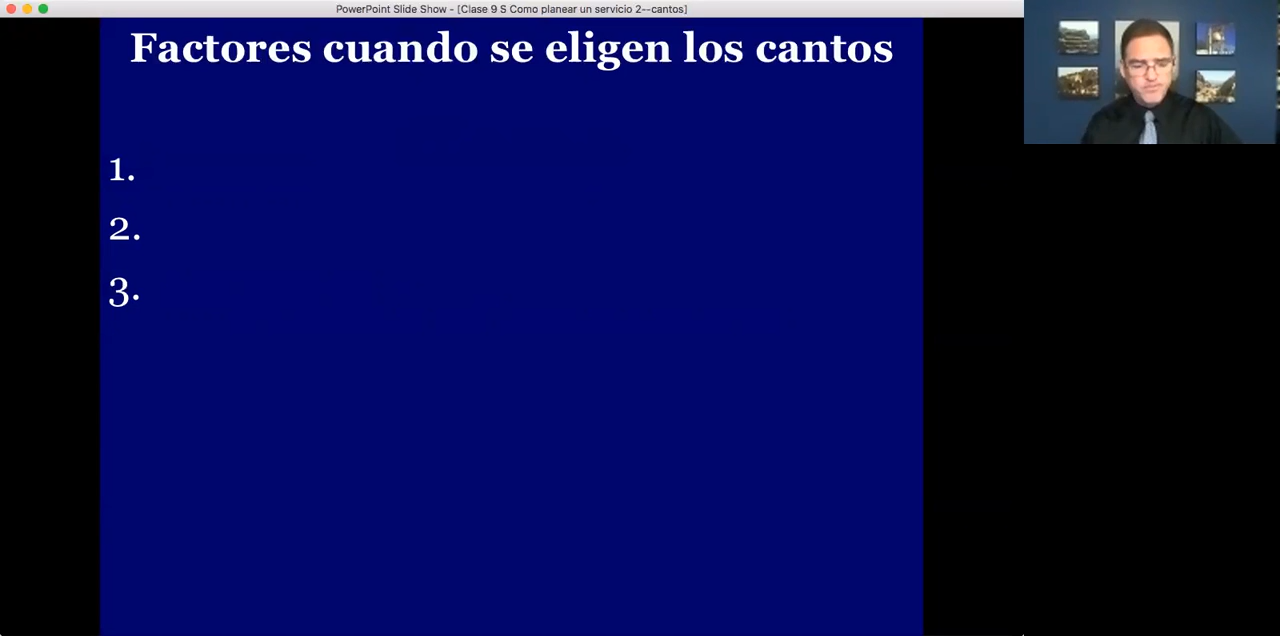 PowerPoint Slide Show - [Clase 9 S Como planear un servicio 2--cantos]
Factores cuando se eligen los cantos
1.
2.
3.